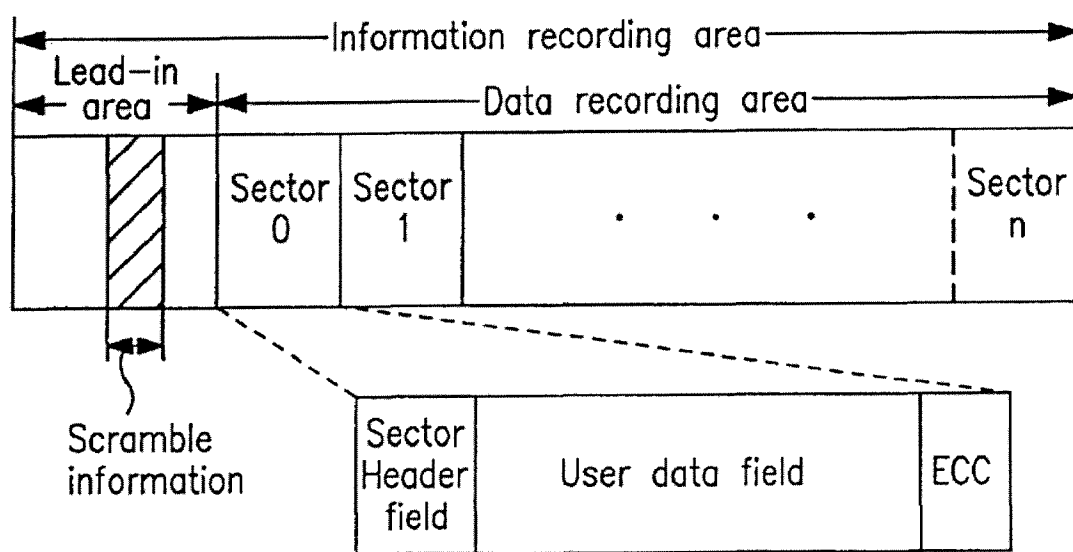 Information recording area
Lead-in
area
Data recording area
Sector
0
Sector
1
Sector
n
Scramble
information
Sector
Header
field
User data field
ECC